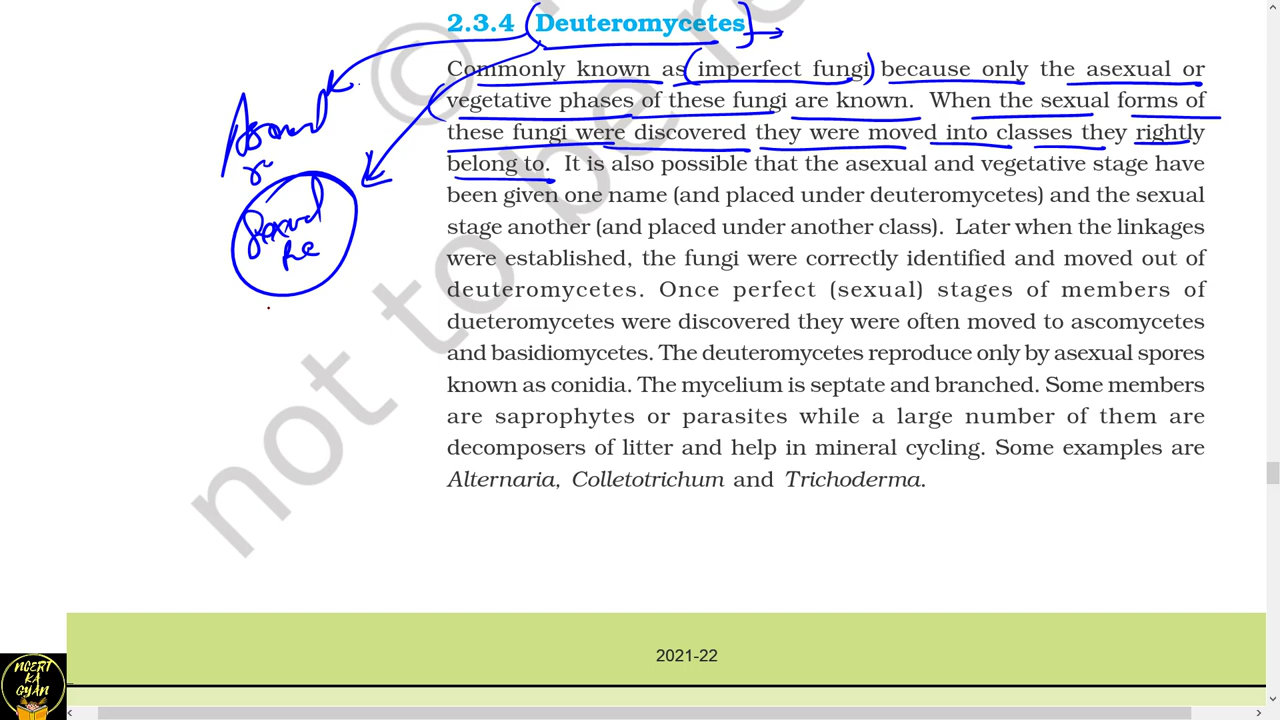 2.3.4 Deuteromycetes
Commonly known as imperfect fungi because only the asexual or
vegetative phases of these fungi are known. When the sexual forms of
these fungi were discovered they were moved into classes they rightly
belong to. It is also possible that the asexual and vegetative stage have
been given one name (and placed under deuteromycetes) and the sexual
stage another (and placed under another class). Later when the linkages
were established, the fungi were correctly identified and moved out of
deuteromycetes. Once perfect (sexual) stages of members of
dueteromycetes were discovered they were often moved to ascomycetes
and basidiomycetes. The deuteromycetes reproduce only by asexual spores
known as conidia. The mycelium is septate and branched. Some members
are saprophytes or parasites while a large number of them are
decomposers of litter and help in mineral cycling. Some examples are
Alternaria, Colletotrichum and Trichoderma.
Asexual
Sexual
© 
not to be
2021-22
NCERT
KA
GYAN